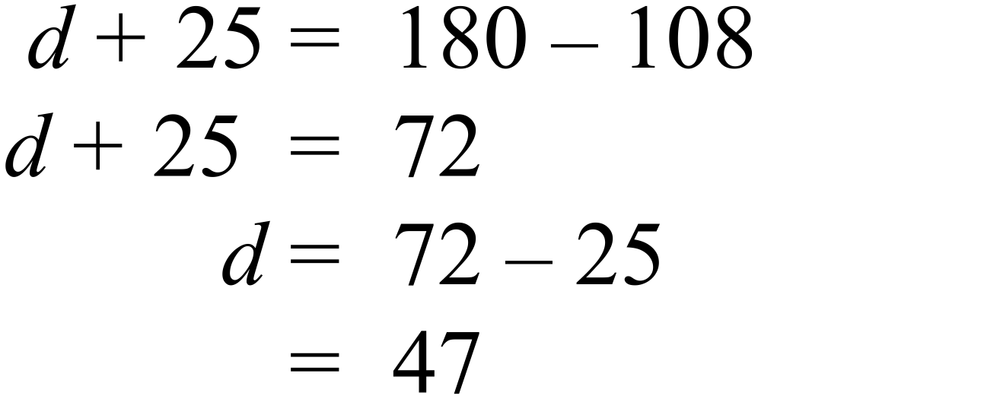 d + 25 = 180 – 108
d + 25 = 72
d = 72 – 25
= 47